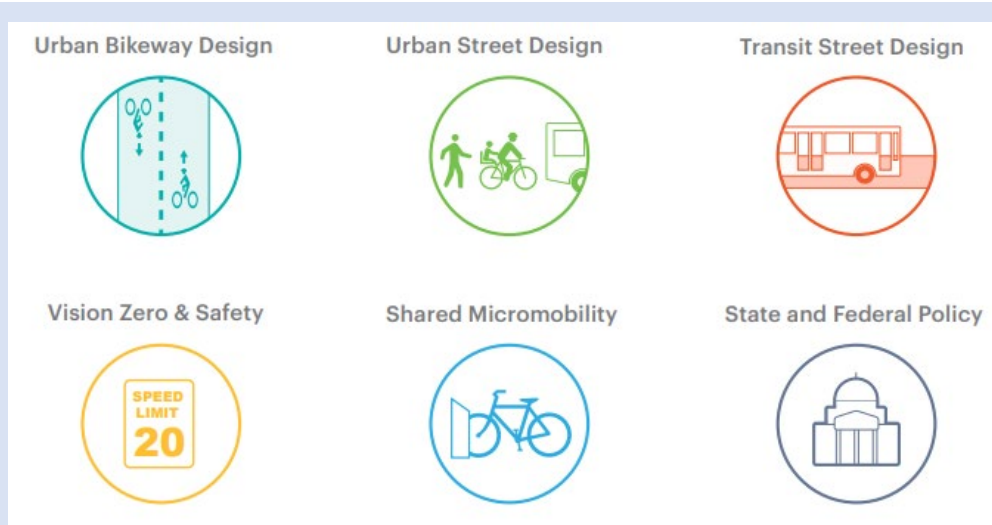 Urban Bikeway Design
Urban Street Design
Transit Street Design
Vision Zero & Safety
Shared Micromobility
State and Federal Policy
SPEED
LIMIT
20